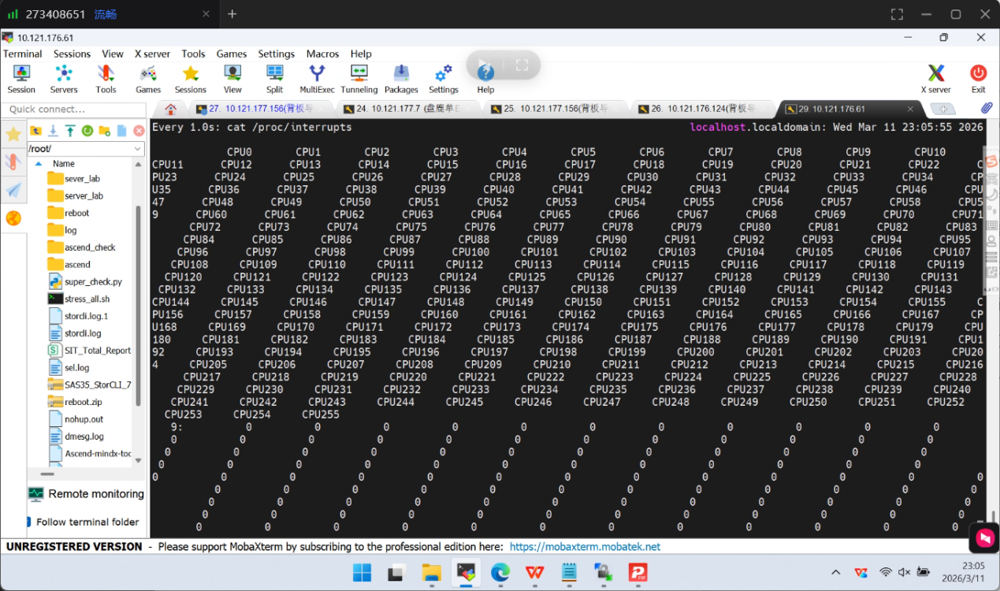 273408651 流畅
10.121.176.61
Terminal Sessions View X server Tools Games Settings Macros Help
Session Servers Tools Games Sessions View Split MultiExec Tunneling Packages Settings Help X server Exit
Quick connect...
27. 10.121.177.156(背板导
24. 10.121.177.7 (盘鹿单
25. 10.121.177.156(背板导
26. 10.121.176.124(背板导
29. 10.121.176.61
/root/
Name
sever_lab
server_lab
reboot
log
ascend_check
ascend
super_check.py
stress_all.sh
stordi.log.1
stordi.log
SIT_Total_Report
sel.log
SAS35_StorCLI_7
reboot.zip
nohup.out
dmesg.log
Ascend-mindx-too
Remote monitoring
Follow terminal folder
Every 1.0s: cat /proc/interrupts localhost.localdomain: Wed Mar 11 23:05:55 2026
CPU0 CPU1 CPU2 CPU3 CPU4 CPU5 CPU6 CPU7 CPU8 CPU9 CPU10
CPU11 CPU12 CPU13 CPU14 CPU15 CPU16 CPU17 CPU18 CPU19 CPU20 CPU21 CPU22 C
PU23 CPU24 CPU25 CPU26 CPU27 CPU28 CPU29 CPU30 CPU31 CPU32 CPU33 CPU34 CP
U35 CPU36 CPU37 CPU38 CPU39 CPU40 CPU41 CPU42 CPU43 CPU44 CPU45 CPU46 CPU
47 CPU48 CPU49 CPU50 CPU51 CPU52 CPU53 CPU54 CPU55 CPU56 CPU57 CPU58 CPU5
9 CPU60 CPU61 CPU62 CPU63 CPU64 CPU65 CPU66 CPU67 CPU68 CPU69 CPU70 CPU71
CPU72 CPU73 CPU74 CPU75 CPU76 CPU77 CPU78 CPU79 CPU80 CPU81 CPU82 CPU83
CPU84 CPU85 CPU86 CPU87 CPU88 CPU89 CPU90 CPU91 CPU92 CPU93 CPU94 CPU95
CPU96 CPU97 CPU98 CPU99 CPU100 CPU101 CPU102 CPU103 CPU104 CPU105 CPU106 CPU107
CPU108 CPU109 CPU110 CPU111 CPU112 CPU113 CPU114 CPU115 CPU116 CPU117 CPU118 CPU119
CPU120 CPU121 CPU122 CPU123 CPU124 CPU125 CPU126 CPU127 CPU128 CPU129 CPU130 CPU131
CPU132 CPU133 CPU134 CPU135 CPU136 CPU137 CPU138 CPU139 CPU140 CPU141 CPU142 CPU143
CPU144 CPU145 CPU146 CPU147 CPU148 CPU149 CPU150 CPU151 CPU152 CPU153 CPU154 CPU155 C
PU156 CPU157 CPU158 CPU159 CPU160 CPU161 CPU162 CPU163 CPU164 CPU165 CPU166 CPU167 CP
U168 CPU169 CPU170 CPU171 CPU172 CPU173 CPU174 CPU175 CPU176 CPU177 CPU178 CPU179 CPU
180 CPU181 CPU182 CPU183 CPU184 CPU185 CPU186 CPU187 CPU188 CPU189 CPU190 CPU191 CPU1
92 CPU193 CPU194 CPU195 CPU196 CPU197 CPU198 CPU199 CPU200 CPU201 CPU202 CPU203 CPU20
4 CPU205 CPU206 CPU207 CPU208 CPU209 CPU210 CPU211 CPU212 CPU213 CPU214 CPU215 CPU216
CPU217 CPU218 CPU219 CPU220 CPU221 CPU222 CPU223 CPU224 CPU225 CPU226 CPU227 CPU228
CPU229 CPU230 CPU231 CPU232 CPU233 CPU234 CPU235 CPU236 CPU237 CPU238 CPU239 CPU240
CPU241 CPU242 CPU243 CPU244 CPU245 CPU246 CPU247 CPU248 CPU249 CPU250 CPU251 CPU252
CPU253 CPU254 CPU255
9: 0 0 0 0 0 0 0 0 0 0 0
0 0 0 0 0 0 0 0 0 0 0 0
0 0 0 0 0 0 0 0 0 0 0 0
0 0 0 0 0 0 0 0 0 0 0 0
0 0 0 0 0 0 0 0 0 0 0 0 0
0 0 0 0 0 0 0 0 0 0 0 0
0 0 0 0 0 0 0 0 0 0 0 0
0 0 0 0 0 0 0 0 0 0 0 0
0 0 0 0 0 0 0 0 0 0 0 0
UNREGISTERED VERSION - Please support MobaXterm by subscribing to the professional edition here: https://mobaxterm.mobatek.net
23:05
2026/3/11